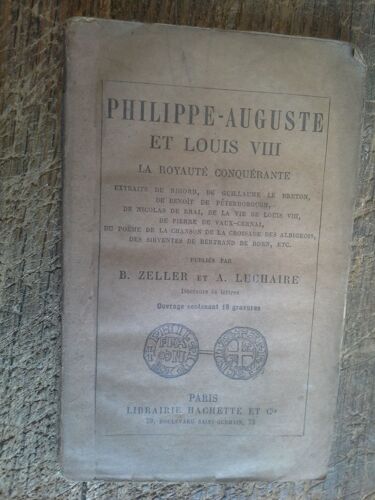 PHILIPPE-AUGUSTE
ET LOUIS VIII
LA ROYAUTÉ CONQUÉRANTE
EXTRAITS DE RIGORD, DE GUILLAUME LE BRETON,
DE BENOÎT DE PÉTERBOROUGH,
DE NICOLAS DE BRAI, DE LA VIE DE LOUIS VIII,
DE PIERRE DE VAUX-CERNAI,
DU POÈME DE LA CHANSON DE LA CROISADE DES ALBIGEOIS,
DES SIRVENTES DE BERTRAND DE BORN, ETC.
PUBLIÉS PAR
B. ZELLER ET A. LUCHAIRE
Docteurs ès lettres
Ouvrage contenant 18 gravures
PARIS
LIBRAIRIE HACHETTE ET Cie
79, BOULEVARD SAINT-GERMAIN, 79